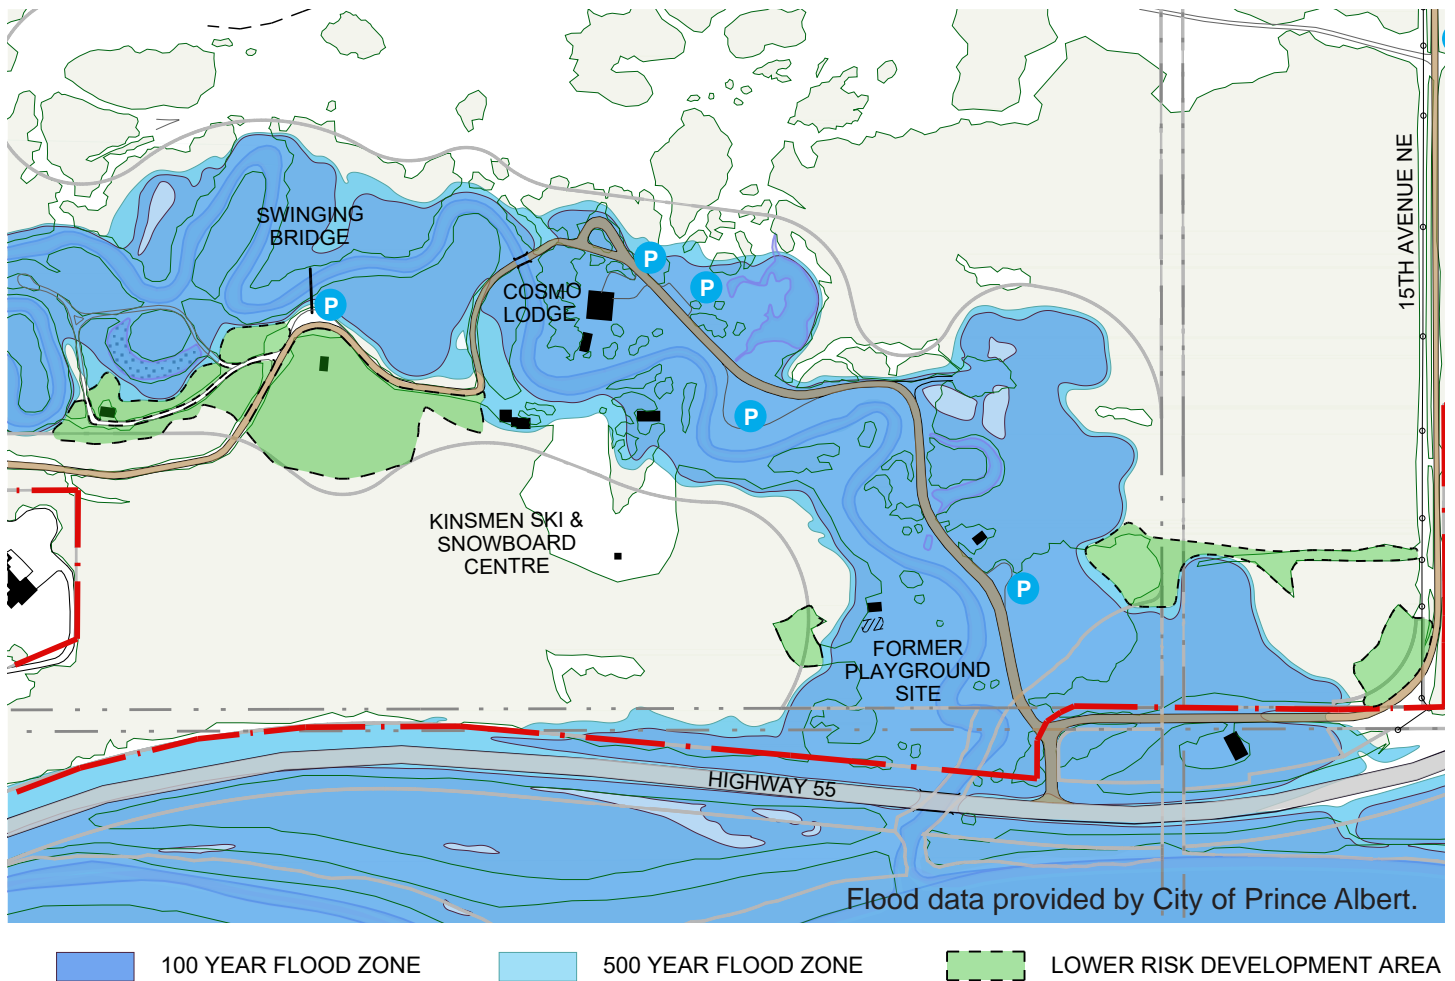 15TH AVENUE NE
SWINGING
BRIDGE
P
P
P
COSMO
LODGE
P
KINSMEN SKI &
SNOWBOARD
CENTRE
P
FORMER
PLAYGROUND
SITE
HIGHWAY 55
Flood data provided by City of Prince Albert.
100 YEAR FLOOD ZONE
500 YEAR FLOOD ZONE
LOWER RISK DEVELOPMENT AREA